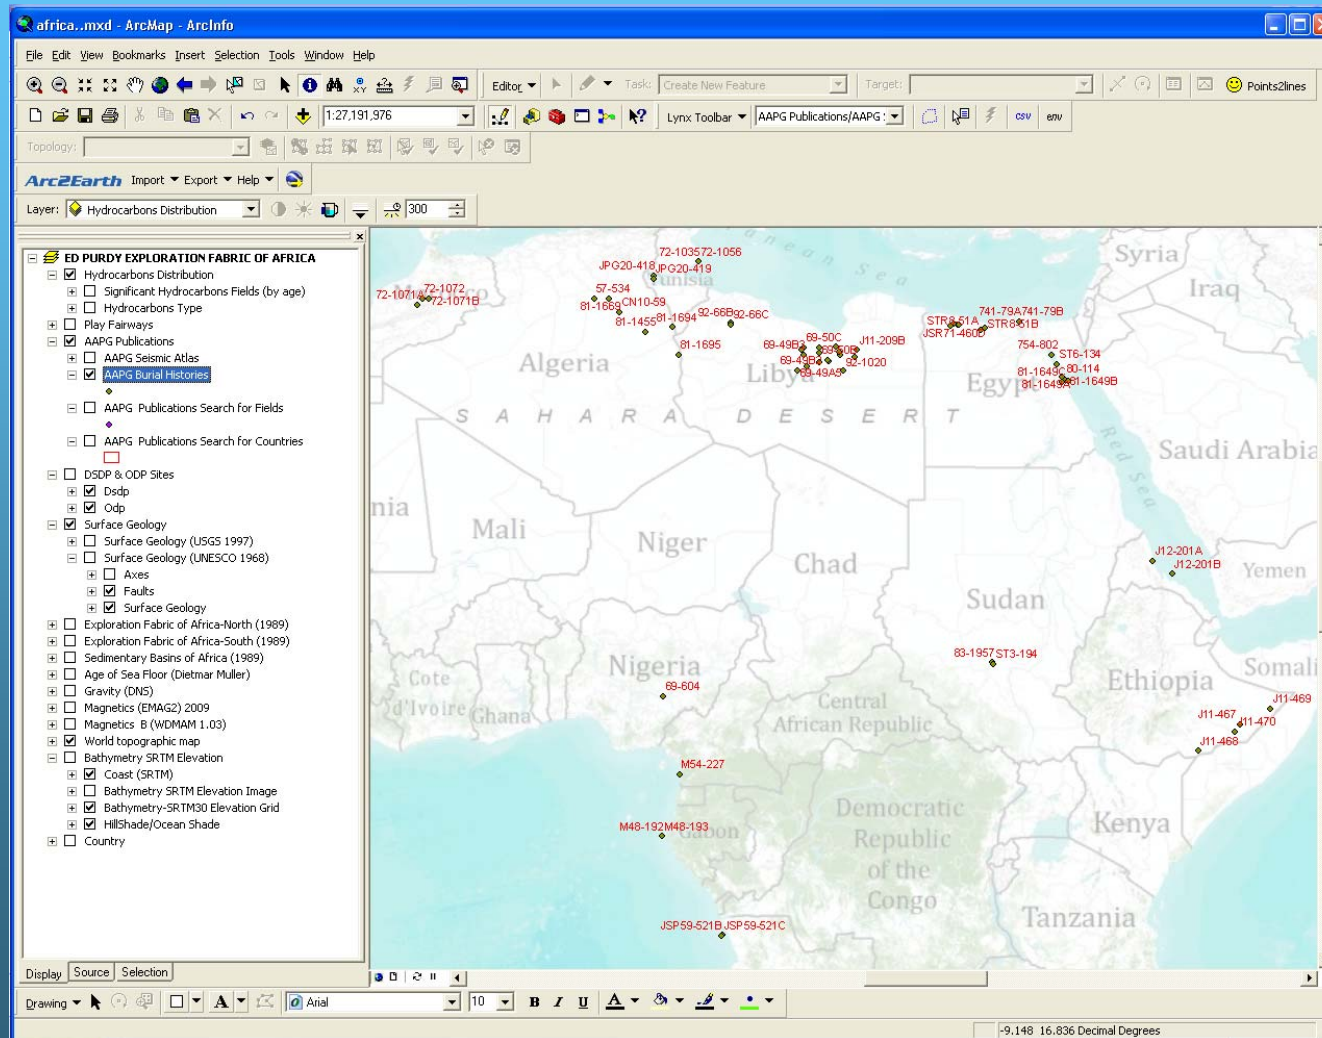 africa..mxd - ArcMap - ArcInfo
File Edit View Bookmarks Insert Selection Tools Window Help
Editor Task: Create New Feature Target: Points2lines
1:27,191,976 Lynx Toolbar AAPG Publications/AAPG csv env
Topology:
Arc2Earth Import Export Help
Layer: Hydrocarbons Distribution 300
ED PURDY EXPLORATION FABRIC OF AFRICA
Hydrocarbons Distribution
Significant Hydrocarbons Fields (by age)
Hydrocarbons Type
Play Fairways
AAPG Publications
AAPG Seismic Atlas
AAPG Burial Histories
AAPG Publications Search for Fields
AAPG Publications Search for Countries
DSDP & ODP Sites
Dsdp
Odp
Surface Geology
Surface Geology (USGS 1997)
Surface Geology (UNESCO 1968)
Axes
Faults
Surface Geology
Exploration Fabric of Africa-North (1989)
Exploration Fabric of Africa-South (1989)
Sedimentary Basins of Africa (1989)
Age of Sea Floor (Dietmar Muller)
Gravity (DNS)
Magnetics (EMAG2) 2009
Magnetics B (WDMAM 1.03)
World topographic map
Bathymetry SRTM Elevation
Coast (SRTM)
Bathymetry SRTM Elevation Image
Bathymetry-SRTM30 Elevation Grid
HillShade/Ocean Shade
Country
Display Source Selection
72-1035 72-1056
Syria
JPG20-418
JPG20-419
Tunisia
Iraq
72-1072
72-1071A
72-1071B
57-534
81-1669
CN10-59
81-1455
81-1694
92-66B
92-66C
741-79A 741-79B
STR8-51A
STR8-51B
JSR71-460D
69-50C
J11-209B
754-802
ST6-134
81-1695
69-49B
92-1020
69-49A5
81-1649C
80-114
81-1649A
81-1649B
Algeria
Libya
Egypt
SAHARA DESERT
Red Sea
Saudi Arabia
nia
Mali
Niger
Chad
Sudan
J12-201A
J12-201B
Yemen
83-1957 ST3-194
Nigeria
69-604
Cote
d'Ivoire
Ghana
Central
African Republic
Ethiopia
Somali
J11-469
J11-467
J11-470
J11-468
M54-227
M48-192 M48-193
Gabon
Democratic
Republic
of the
Congo
Kenya
Tanzania
JSP59-521B JSP59-521C
Drawing A Arial 10 B I U A
-9.148 16.836 Decimal Degrees